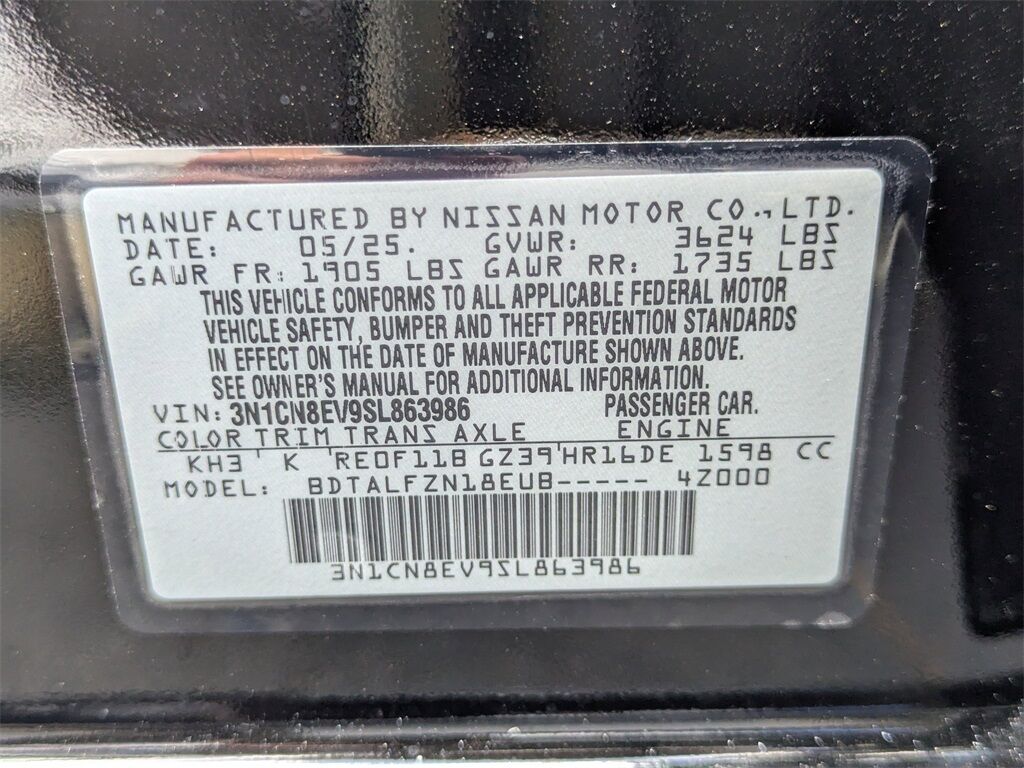 MANUFACTURED BY NISSAN MOTOR CO., LTD.
DATE: 05/25. GVWR: 3624 LBS
GAWR FR: 1905 LBS GAWR RR: 1735 LBS
THIS VEHICLE CONFORMS TO ALL APPLICABLE FEDERAL MOTOR
VEHICLE SAFETY, BUMPER AND THEFT PREVENTION STANDARDS
IN EFFECT ON THE DATE OF MANUFACTURE SHOWN ABOVE.
SEE OWNER'S MANUAL FOR ADDITIONAL INFORMATION.
VIN: 3N1CN8EV9SL863986 PASSENGER CAR.
COLOR TRIM TRANS AXLE ENGINE
KH3 K RE0F11B GZ39 HR16DE 1598 CC
MODEL: BDTALFZN18EUB----- 4Z000
3N1CN8EV9SL863986